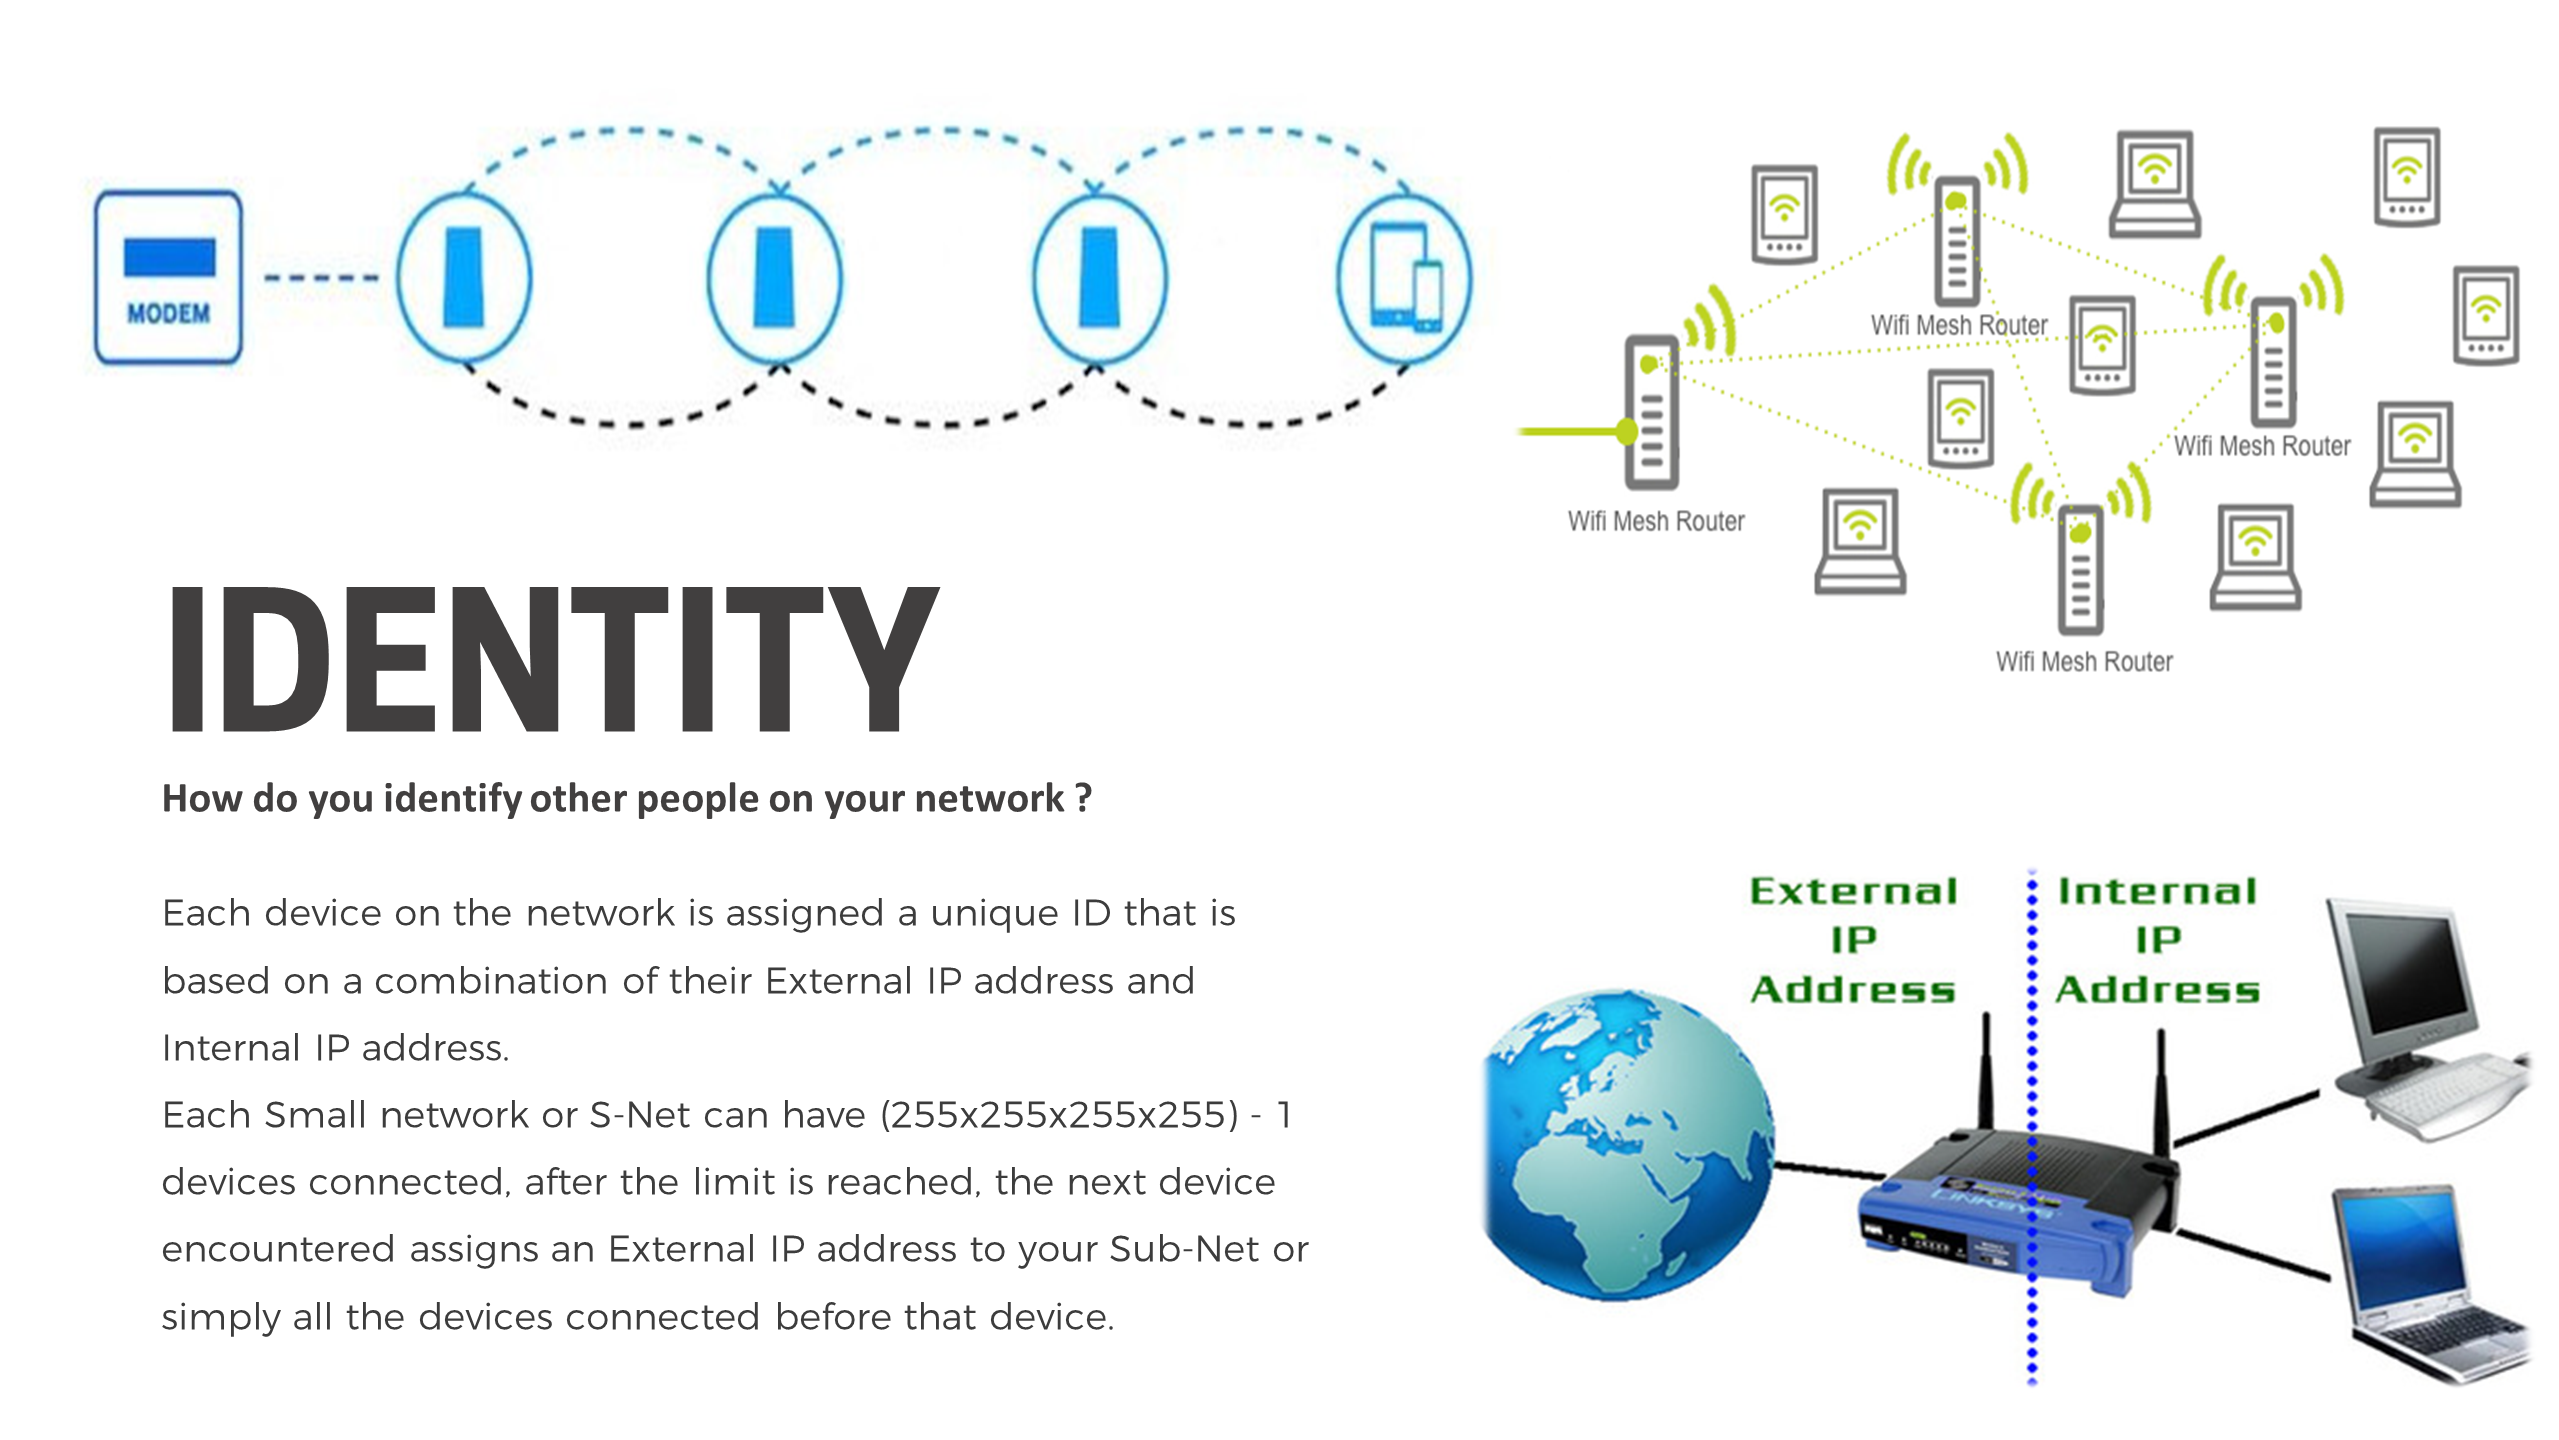 MODEM
Wifi Mesh Router
Wifi Mesh Router
Wifi Mesh Router
Wifi Mesh Router
IDENTITY
How do you identify other people on your network ?
Each device on the network is assigned a unique ID that is
based on a combination of their External IP address and
Internal IP address.
Each Small network or S-Net can have (255x255x255x255) - 1
devices connected, after the limit is reached, the next device
encountered assigns an External IP address to your Sub-Net or
simply all the devices connected before that device.
External
IP
Address
Internal
IP
Address
LINKSYS